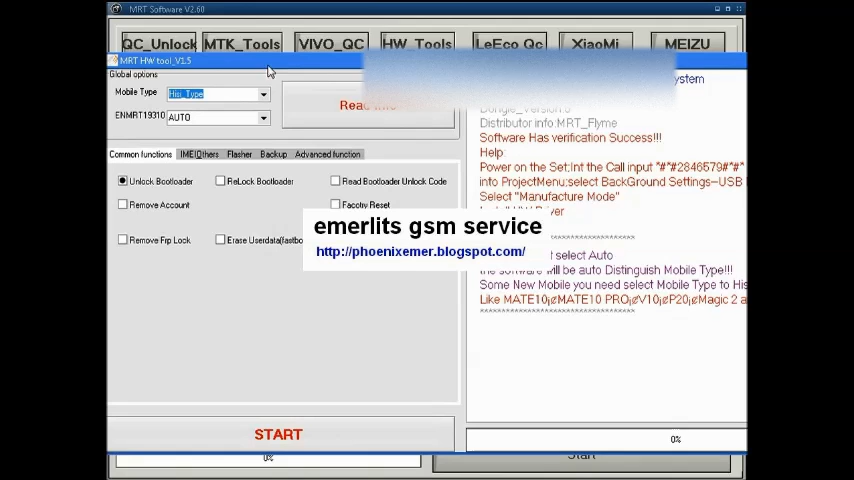 MRT Software V2.60
QC_Unlock MTK_Tools VIVO_QC HW_Tools LeEco Qc XiaoMi MEIZU
MRT HW tool_V1.5
Global options
Mobile Type Hisi_Type
ENMRT19310 AUTO
Read
ystem
Distributor info:MRT_Flyme
Software Has verification Success!!!
Help:
Power on the Set;Int the Call input "*#*#2846579#*#*
into ProjectMenu;select BackGround Settings--USB
Select "Manufacture Mode"
Driver
Common functions IMEIOthers Flasher Backup Advanced function
Unlock Bootloader ReLock Bootloader Read Bootloader Unlock Code
Remove Account Facothy Reset
Remove Frp Lock Erase Userdata(fastbo
emerlits gsm service
http://phoenixemer.blogspot.com/
*********************************
t select Auto
the software will be auto Distinguish Mobile Type!!!
Some New Mobile you need select Mobile Type to His
Like MATE10¡¢MATE10 PRO¡¢V10¡¢P20¡¢Magic 2 a
*********************************
START
0%
0%
Start